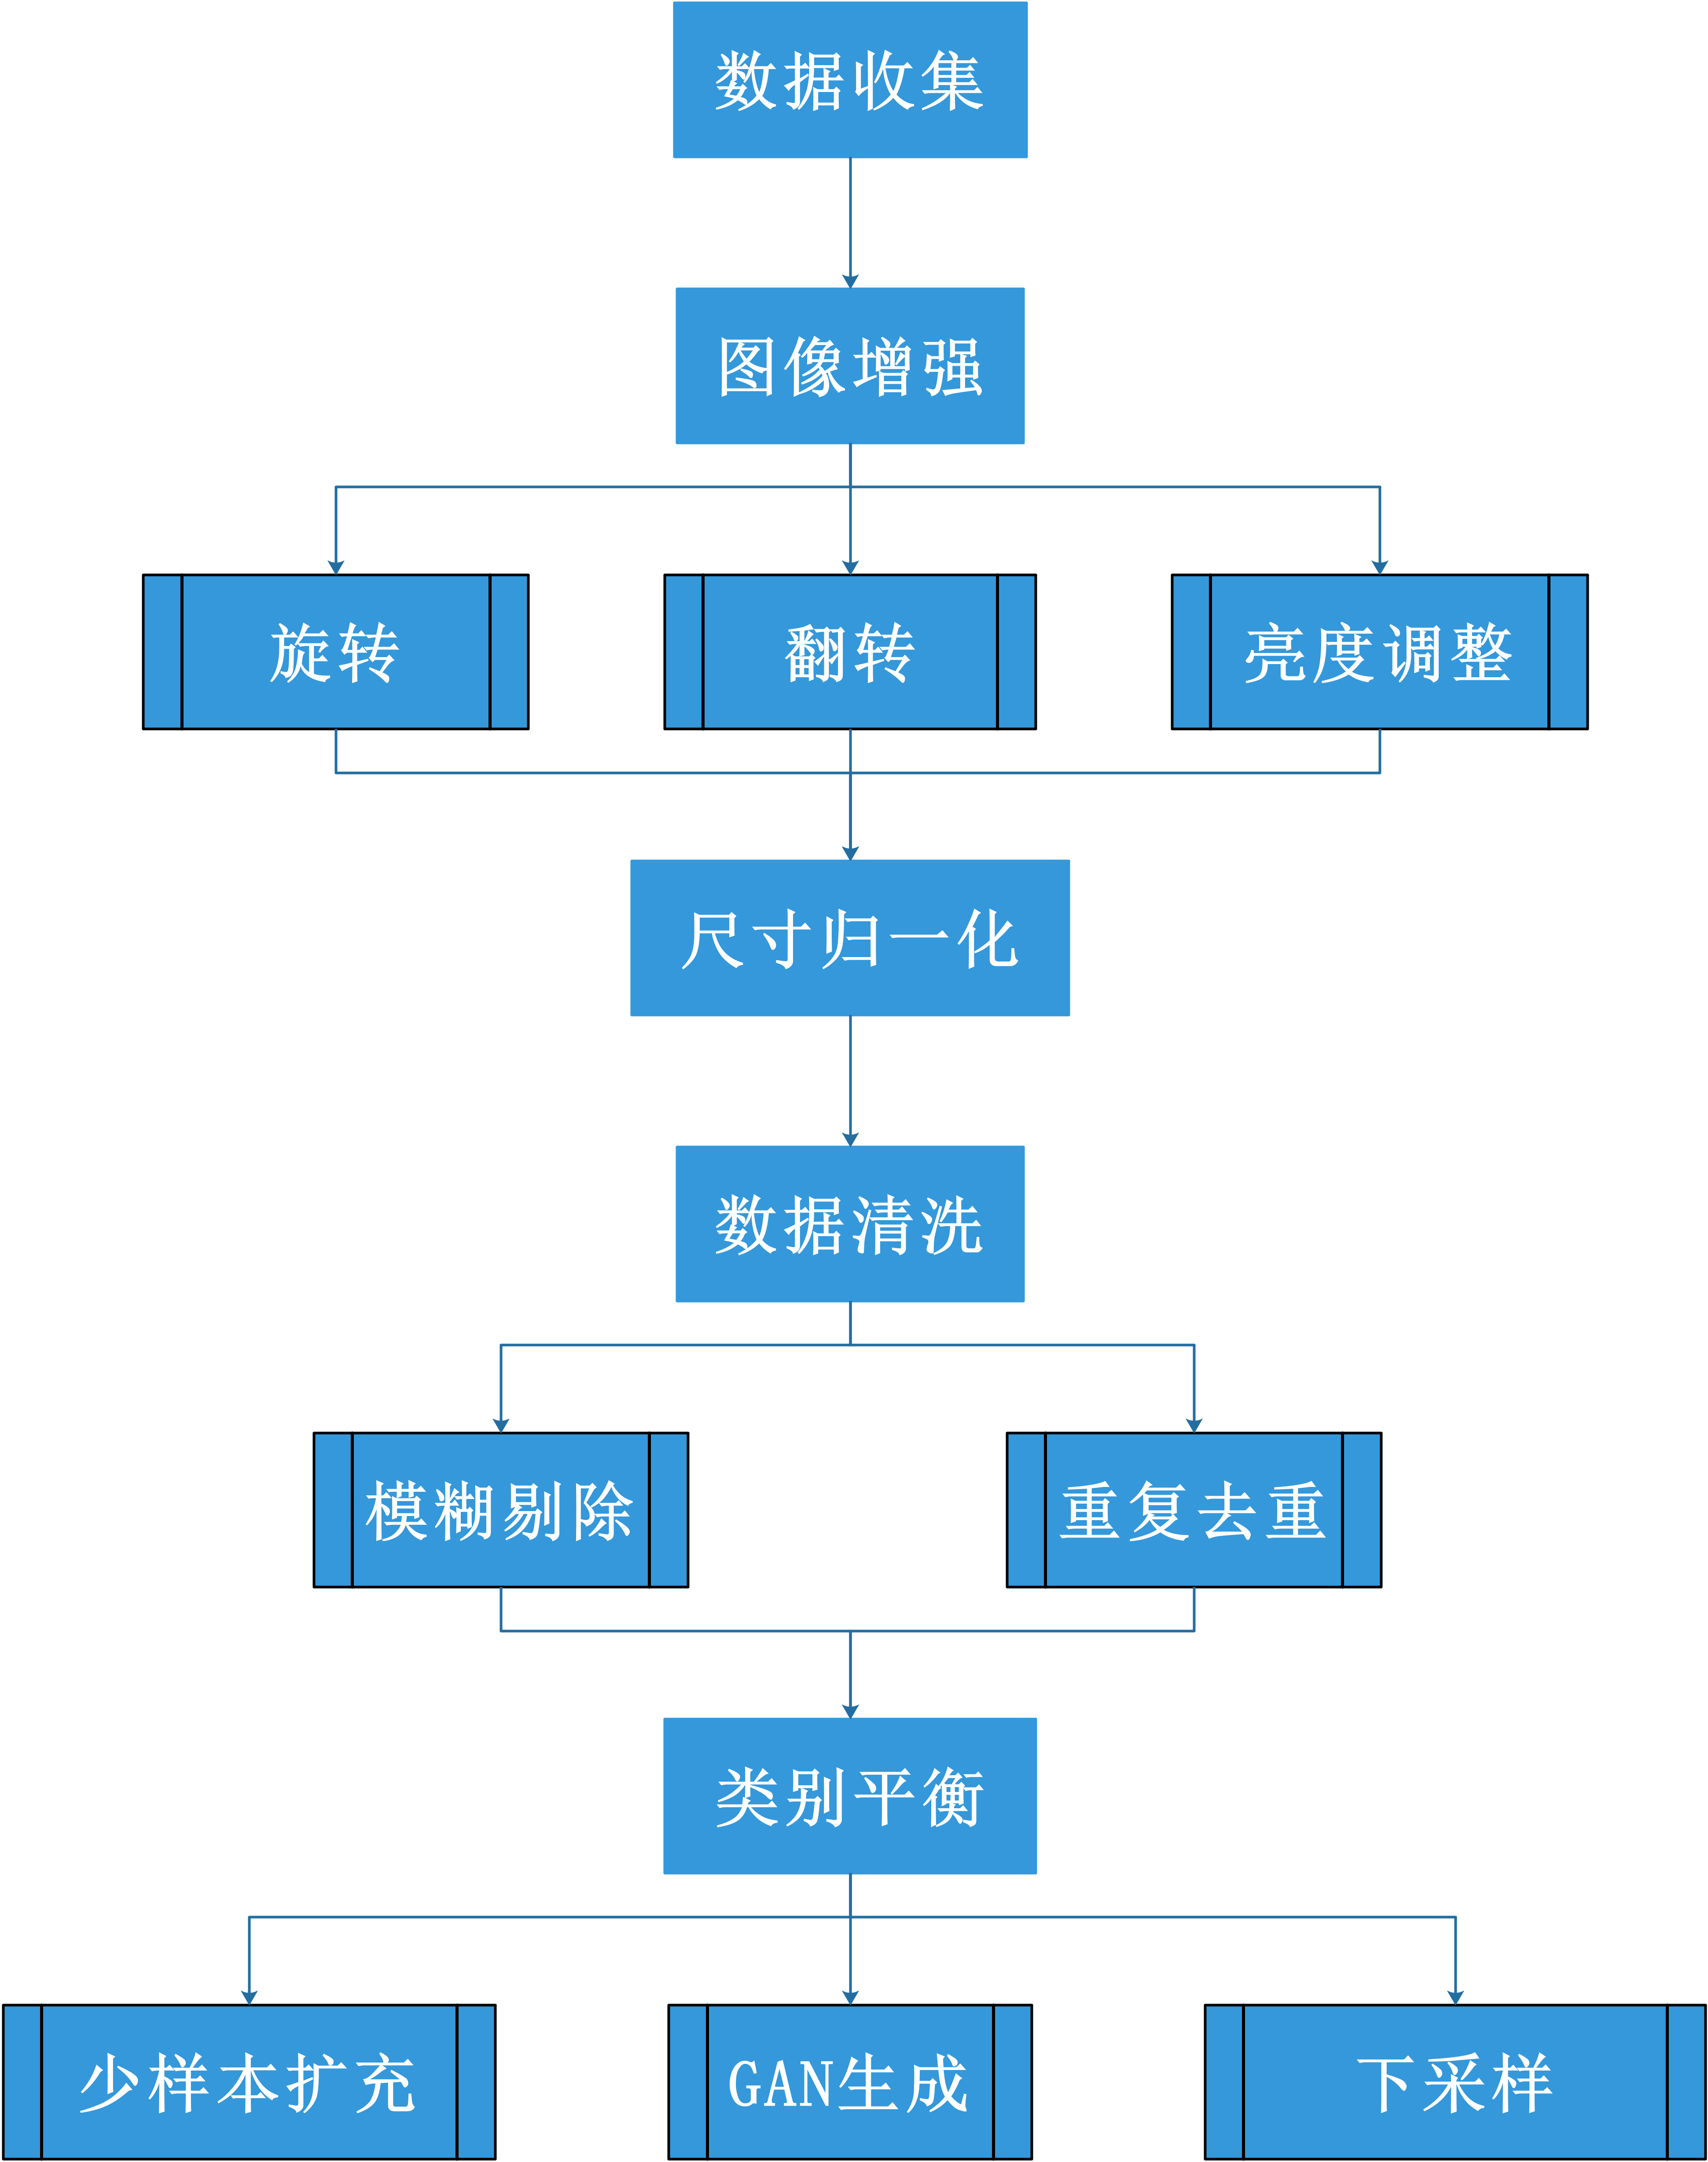 数据收集
图像增强
旋转
翻转
亮度调整
尺寸归一化
数据清洗
模糊剔除
重复去重
类别平衡
少样本扩充
GAN生成
下采样